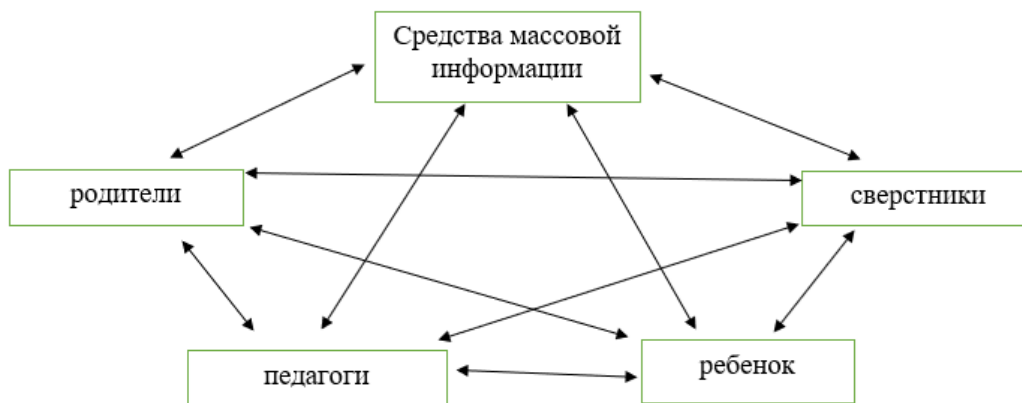 Средства массовой
информации
родители
сверстники
педагоги
ребенок